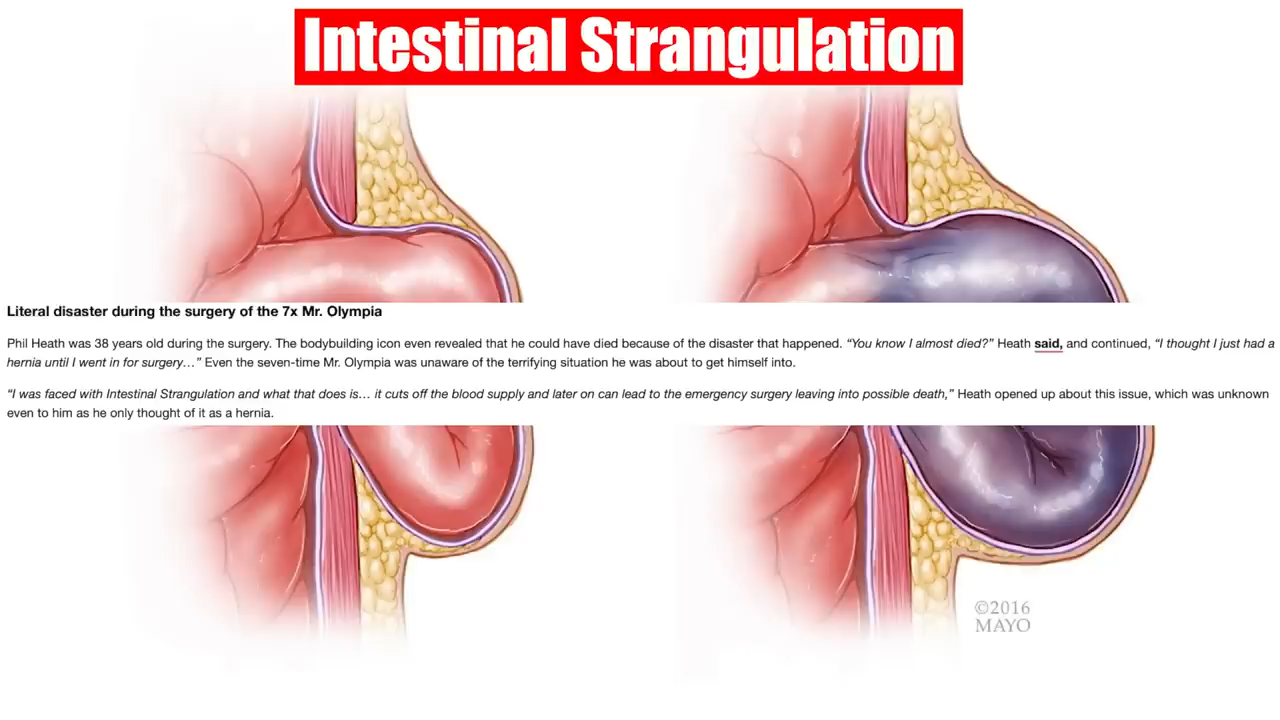 Intestinal Strangulation
Literal disaster during the surgery of the 7x Mr. Olympia
Phil Heath was 38 years old during the surgery. The bodybuilding icon even revealed that he could have died because of the disaster that happened. “You know I almost died?” Heath said, and continued, “I thought I just had a
hernia until I went in for surgery…” Even the seven-time Mr. Olympia was unaware of the terrifying situation he was about to get himself into.
“I was faced with Intestinal Strangulation and what that does is… it cuts off the blood supply and later on can lead to the emergency surgery leaving into possible death,” Heath opened up about this issue, which was unknown
even to him as he only thought of it as a hernia.
©2016
MAYO